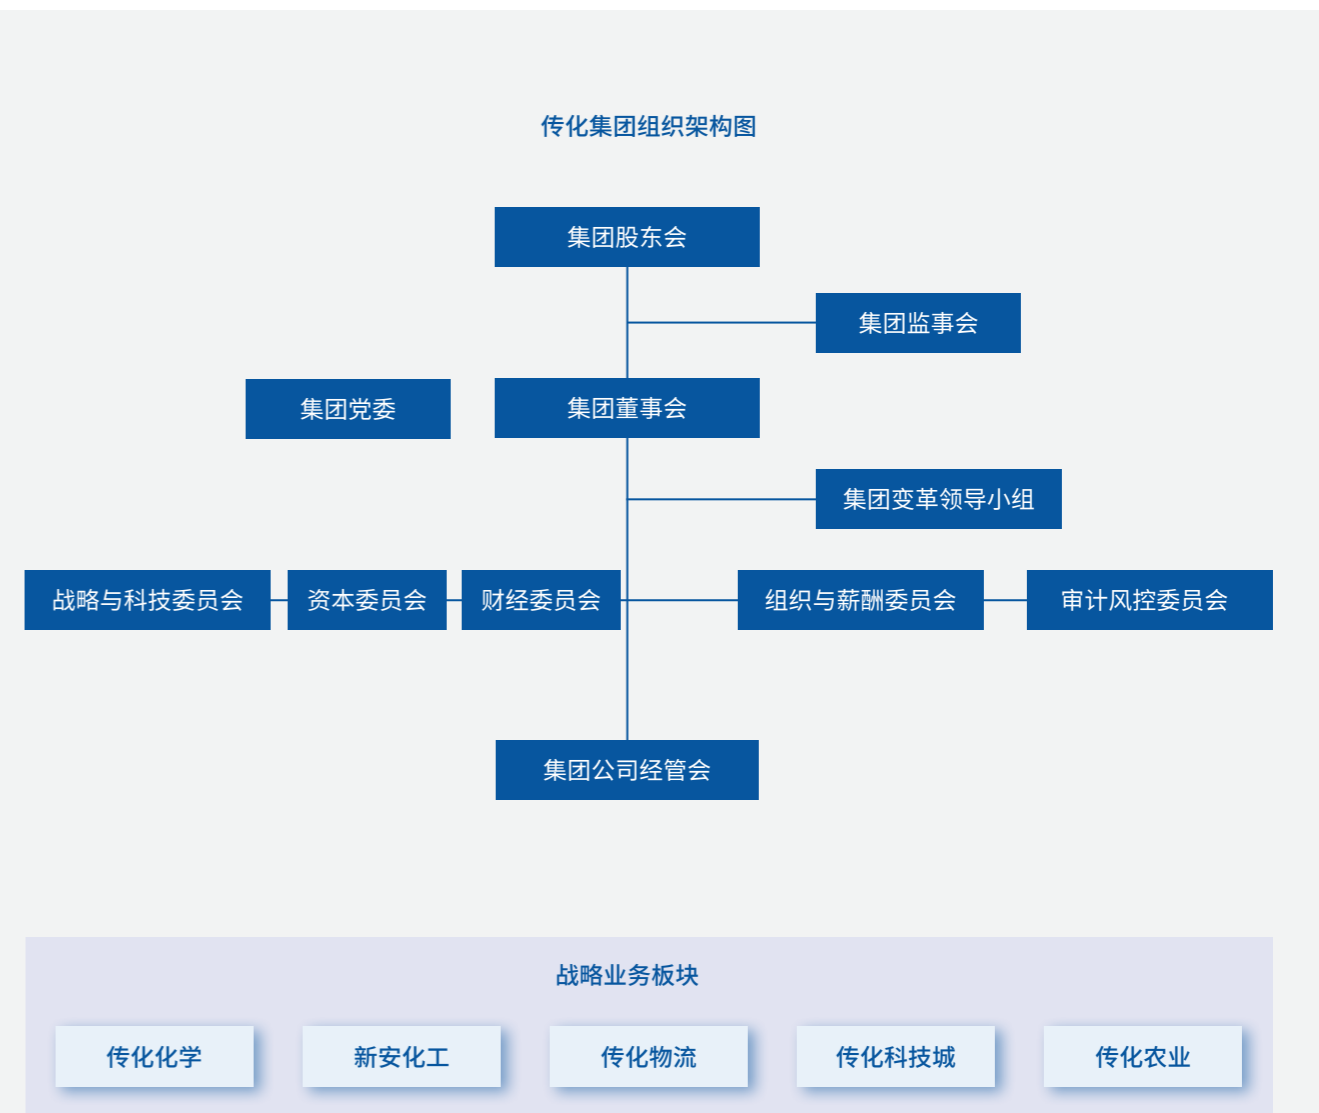 传化集团组织架构图
集团股东会
集团监事会
集团党委
集团董事会
集团变革领导小组
战略与科技委员会
资本委员会
财经委员会
组织与薪酬委员会
审计风控委员会
集团公司经管会
战略业务板块
传化化学
新安化工
传化物流
传化科技城
传化农业